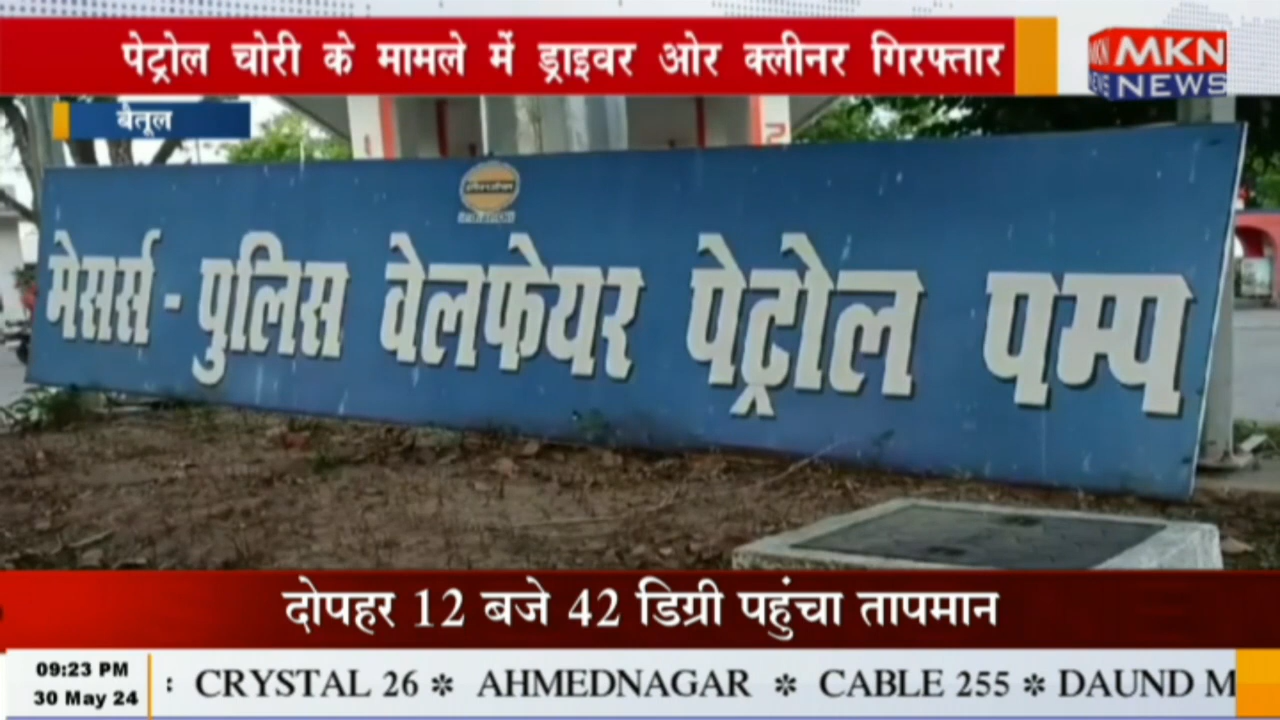 पेट्रोल चोरी के मामले में ड्राइवर ओर क्लीनर गिरफ्तार
MKN
NEWS
बैतूल
मेसर्स - पुलिस वेलफेयर पेट्रोल पम्प
दोपहर 12 बजे 42 डिग्री पहुंचा तापमान
09:23 PM
30 May 24
CRYSTAL 26 * AHMEDNAGAR * CABLE 255 * DAUND M